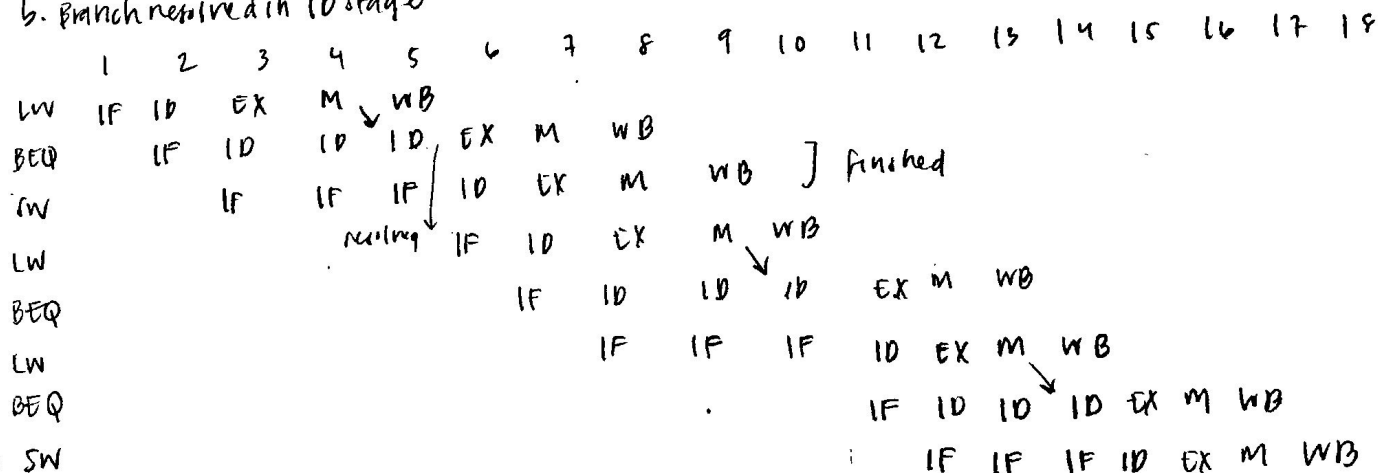 b. Branch resolved in ID stage
1 2 3 4 5 6 7 8 9 10 11 12 13 14 15 16 17 18
LW IF ID EX M WB
BEQ IF ID ID ID EX M WB
SW IF IF IF ID EX M WB ] finished
LW IF ID EX M WB
BEQ IF ID ID ID EX M WB
LW IF IF IF ID EX M WB
BEQ IF ID ID ID EX M WB
SW IF IF IF ID EX M WB